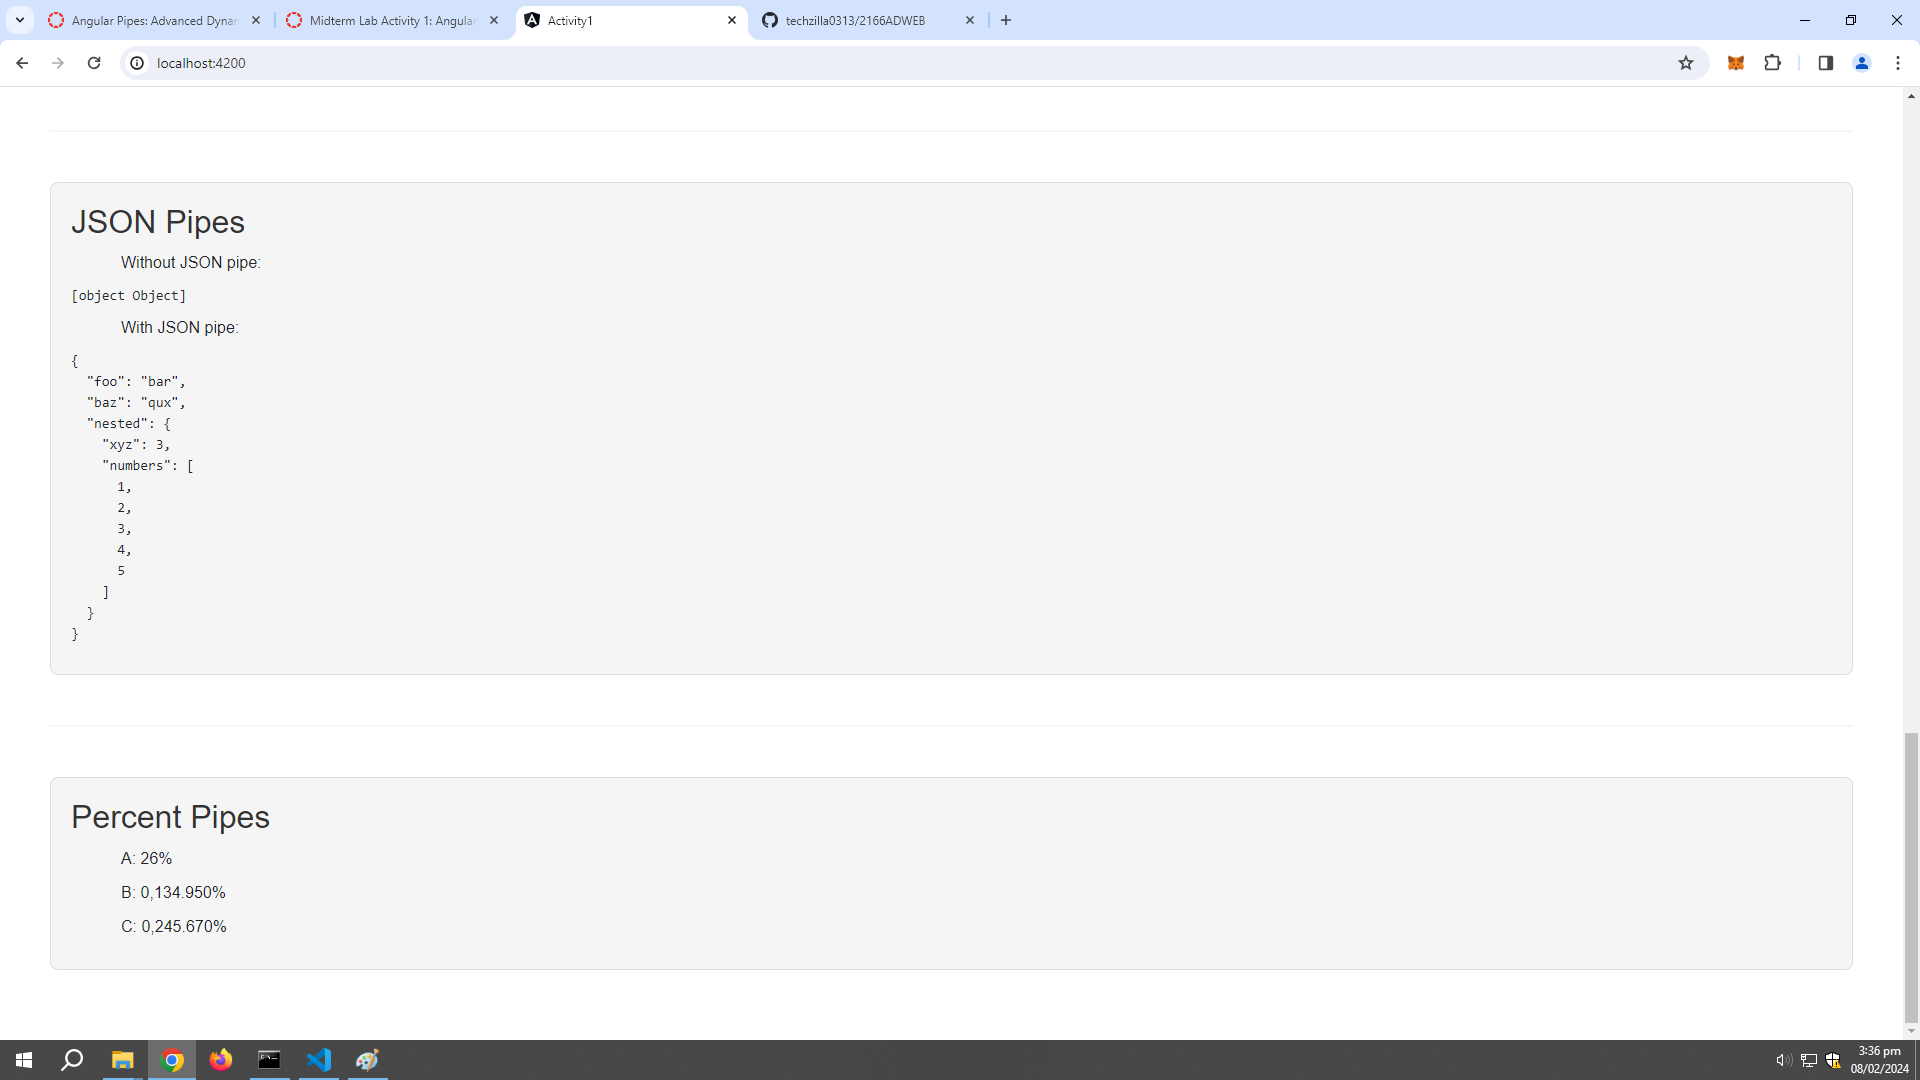 Angular Pipes: Advanced Dynan
Midterm Lab Activity 1: Angular
Activity1
techzilla0313/2166ADWEB
localhost:4200
JSON Pipes
Without JSON pipe:
[object Object]
With JSON pipe:
{
"foo": "bar",
"baz": "qux",
"nested": {
"xyz": 3,
"numbers": [
1,
2,
3,
4,
5
]
}
}
Percent Pipes
A: 26%
B: 0,134.950%
C: 0,245.670%
3:36 pm
08/02/2024